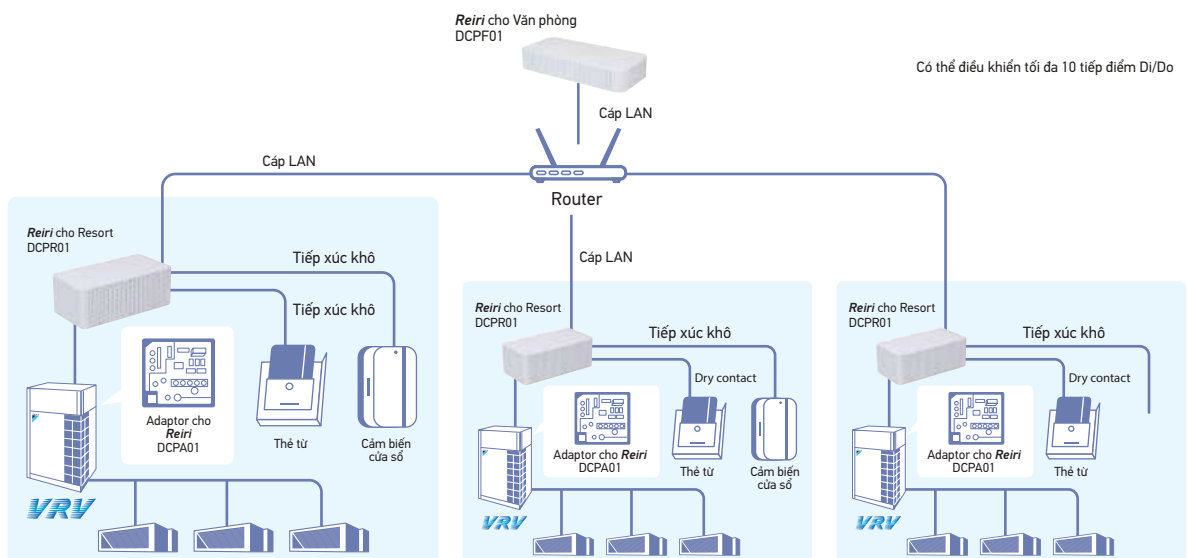 Reiri cho Văn phòng
DCPF01
Có thể điều khiển tối đa 10 tiếp điểm Di/Do
Cáp LAN
Cáp LAN
Router
Cáp LAN
Reiri cho Resort
DCPR01
Tiếp xúc khô
Tiếp xúc khô
Adaptor cho
Reiri
DCPA01
Thẻ từ
Cảm biến
cửa sổ
VRV
Reiri cho Resort
DCPR01
Tiếp xúc khô
Dry contact
Adaptor cho Reiri
DCPA01
Thẻ từ
Cảm biến
cửa sổ
VRV
Reiri cho Resort
DCPR01
Tiếp xúc khô
Dry contact
Adaptor cho Reiri
DCPA01
Thẻ từ
VRV